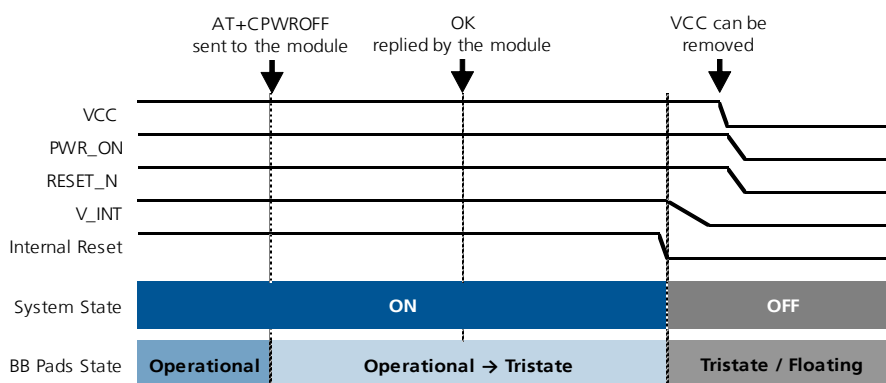 AT+CPWROFF
sent to the module
OK
replied by the module
VCC can be
removed
VCC
PWR_ON
RESET_N
V_INT
Internal Reset
System State
ON
OFF
BB Pads State
Operational
Operational → Tristate
Tristate / Floating